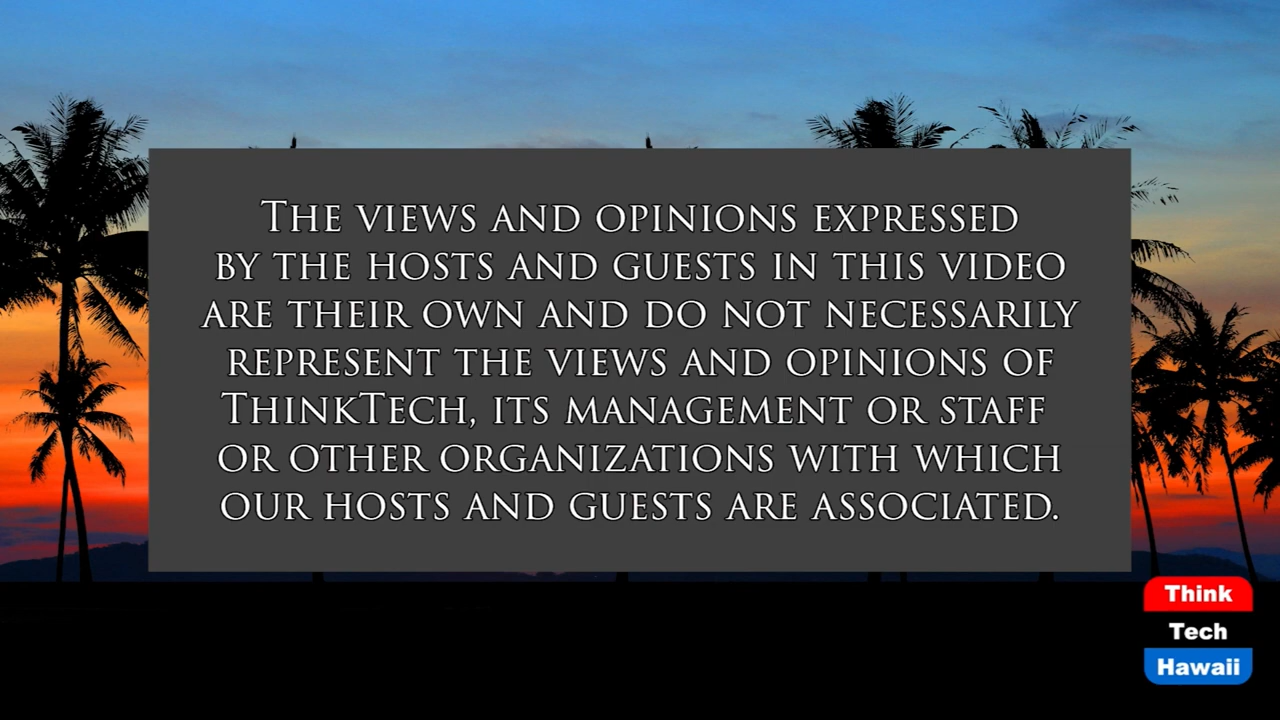 The views and opinions expressed
by the hosts and guests in this video
are their own and do not necessarily
represent the views and opinions of
ThinkTech, its management or staff
or other organizations with which
our hosts and guests are associated.
Think
Tech
Hawaii